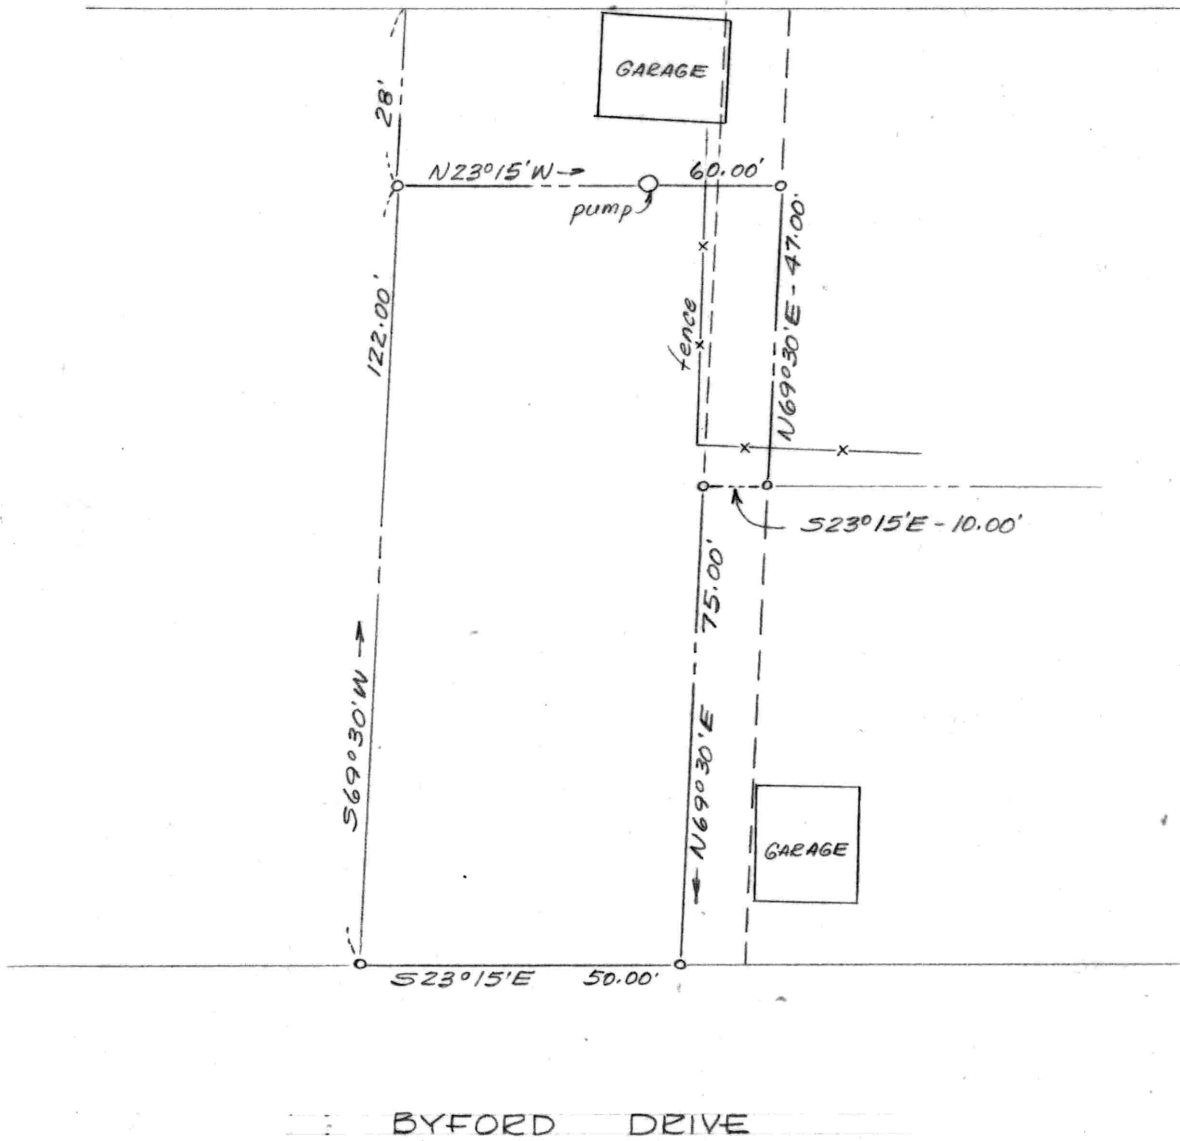 GARAGE
28'
N23°15'W → 60.00'
pump
122.00'
fence
N69°30'E - 47.00'
S23°15'E - 10.00'
75.00'
S69°30'W →
← N69°30'E
GARAGE
S23°15'E 50.00'
BYFORD DRIVE